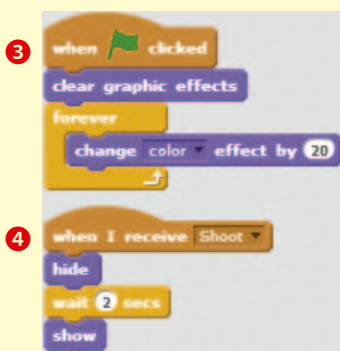 3
when clicked
clear graphic effects
forever
change color effect by 20
4
when I receive Shoot
hide
wait 2 secs
show